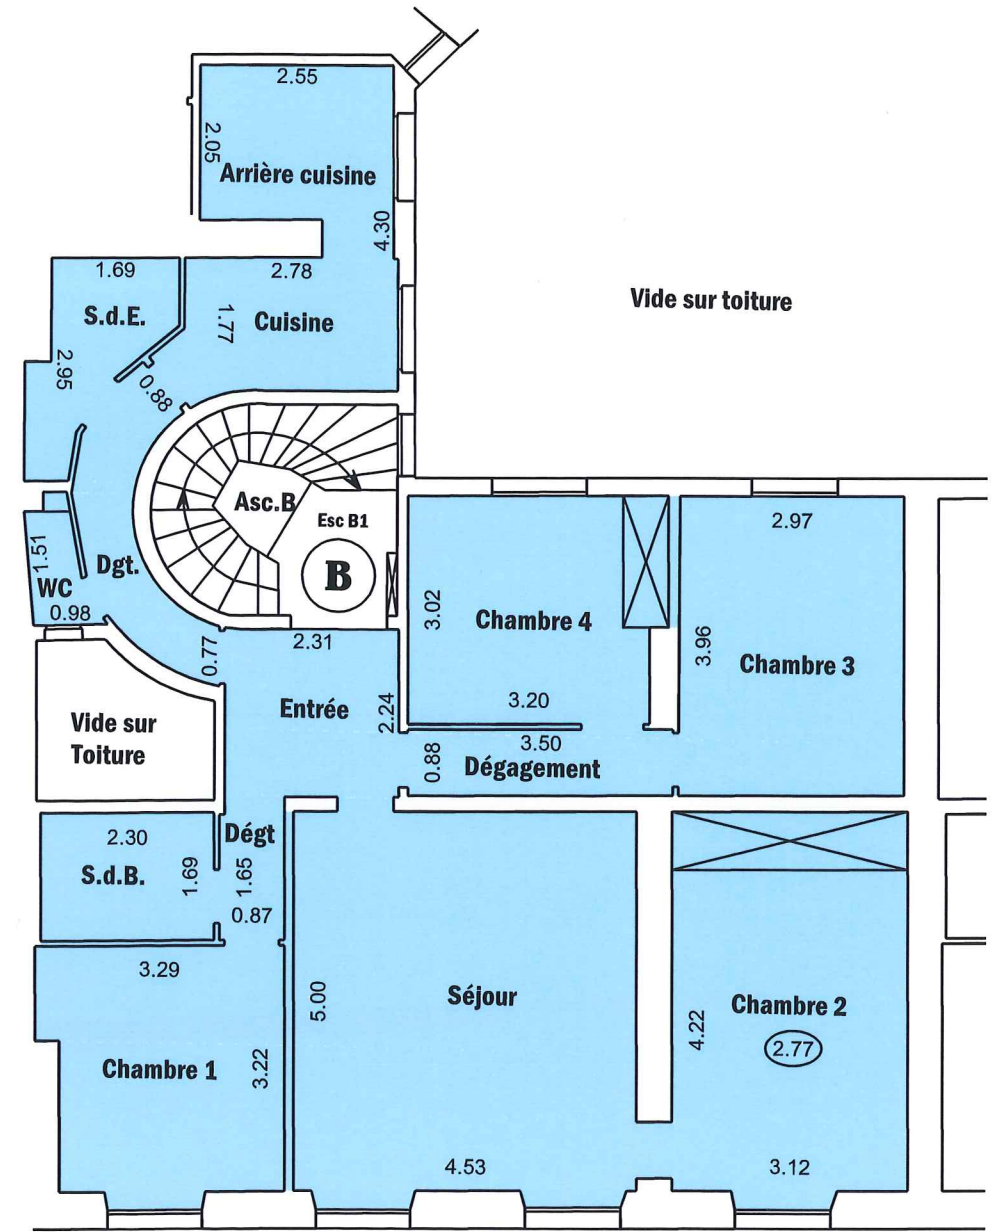 2.55
2.05
Arrière cuisine
4.30
1.69
2.78
S.d.E.
1.77
Cuisine
Vide sur toiture
2.95
0.88
Asc.B
Esc B1
B
2.97
1.51
Dgt.
WC
0.98
3.02
Chambre 4
0.77
2.31
3.96
Chambre 3
Entrée
2.24
3.20
Vide sur
Toiture
3.50
0.88
Dégagement
2.30
Dégt
S.d.B.
1.69
1.65
0.87
3.29
5.00
Séjour
Chambre 2
4.22
2.77
Chambre 1
3.22
4.53
3.12